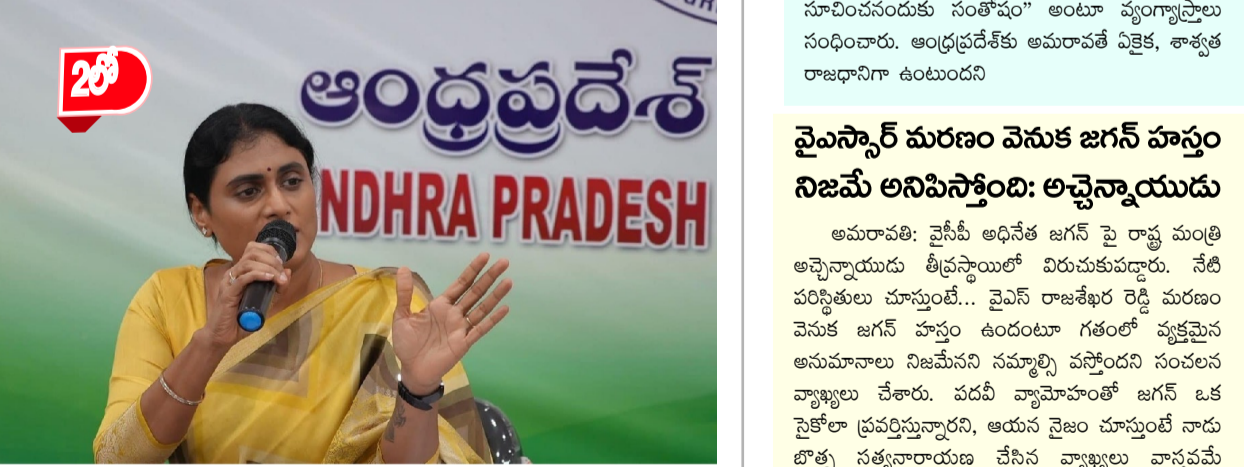 2లో
ఆంధ్రప్రదేశ్
NDHRA PRADESH
సూచించనందుకు సంతోషం” అంటూ వ్యంగ్యాస్త్రాలు
సంధించారు. ఆంధ్రప్రదేశ్‌కు అమరావతే ఏకైక, శాశ్వత
రాజధానిగా ఉంటుందని
వైఎస్సార్ మరణం వెనుక జగన్ హస్తం
నిజమే అనిపిస్తోంది: అచ్చెన్నాయుడు
అమరావతి: వైసీపీ అధినేత జగన్ పై రాష్ట్ర మంత్రి
అచ్చెన్నాయుడు తీవ్రస్థాయిలో విరుచుకుపడ్డారు. నేటి
పరిస్థితులు చూస్తుంటే... వైఎస్ రాజశేఖర రెడ్డి మరణం
వెనుక జగన్ హస్తం ఉందంటూ గతంలో వ్యక్తమైన
అనుమానాలు నిజమేనని నమ్మాల్సి వస్తోందని సంచలన
వ్యాఖ్యలు చేశారు. పదవీ వ్యామోహంతో జగన్ ఒక
సైకోలా ప్రవర్తిస్తున్నారని, ఆయన నైజం చూస్తుంటే నాడు
బొత్స సత్యనారాయణ చేసిన వ్యాఖ్యలు వాస్తవమే